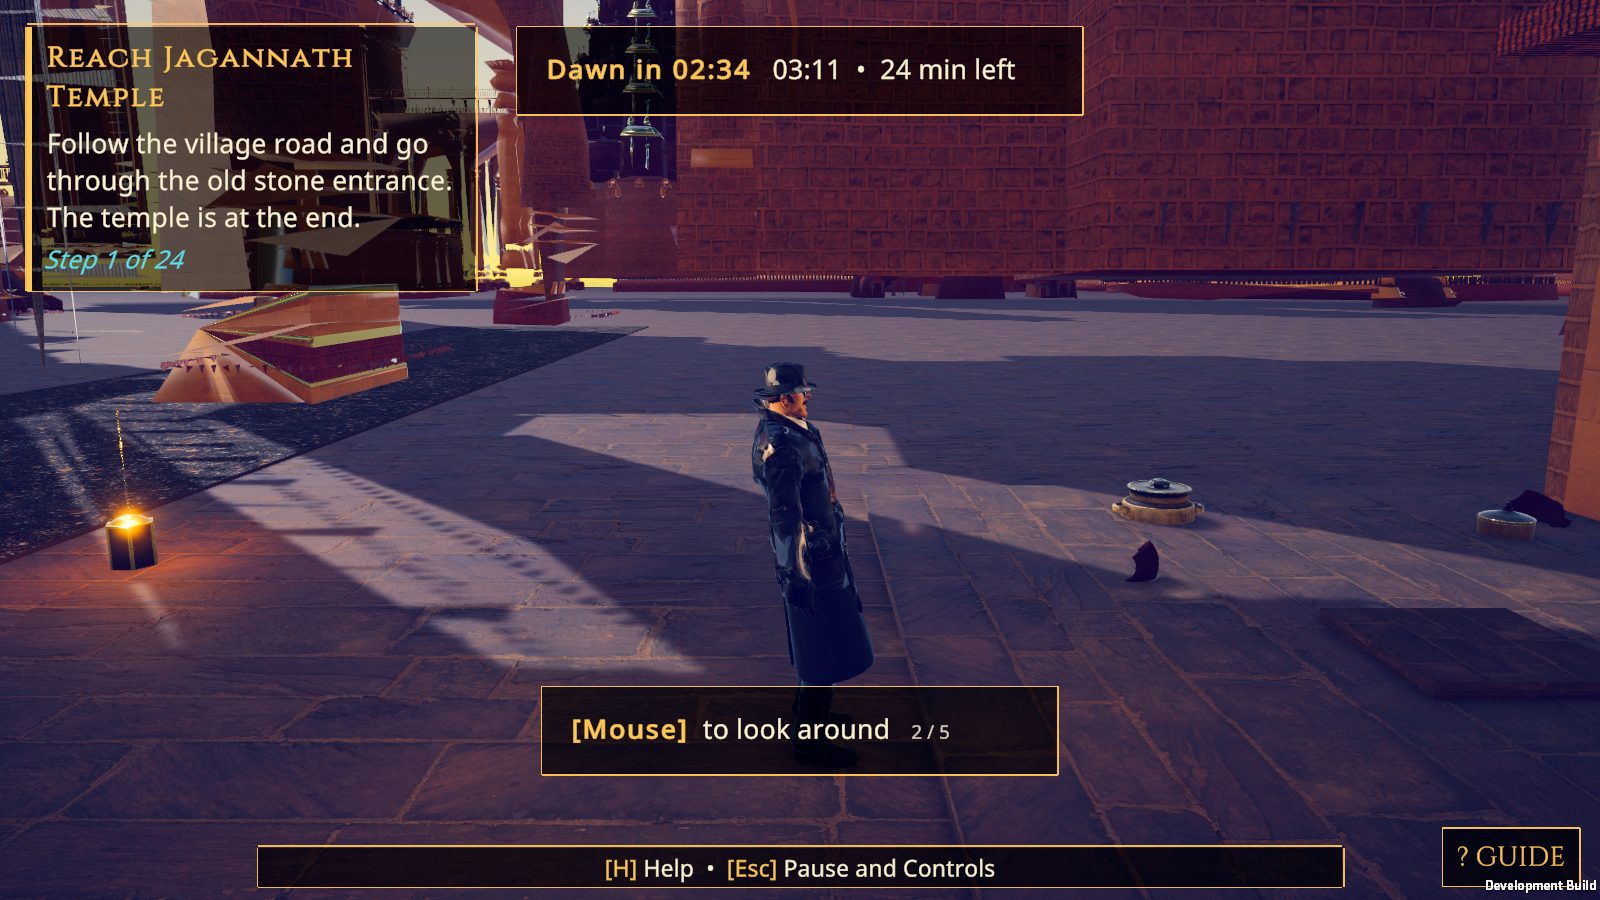 Reach Jagannath
Temple
Follow the village road and go
through the old stone entrance.
The temple is at the end.
Step 1 of 24
Dawn in 02:34 03:11 • 24 min left
[Mouse] to look around 2 / 5
[H] Help • [Esc] Pause and Controls
? GUIDE
Development Build